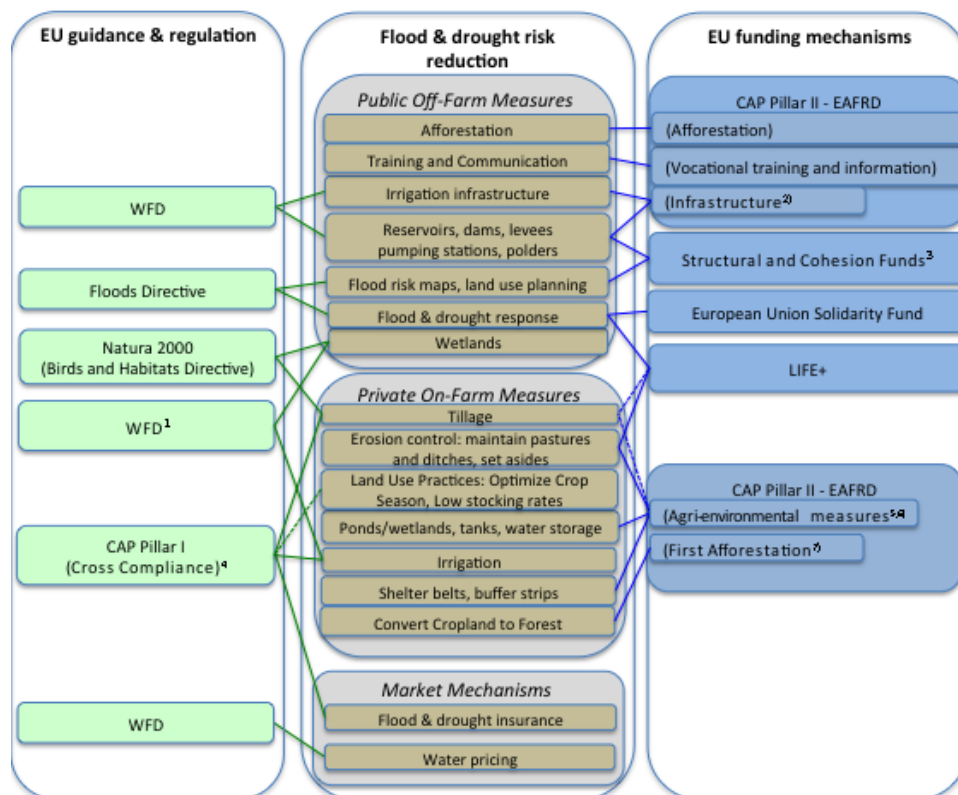 EU guidance & regulation
WFD
Floods Directive
Natura 2000
(Birds and Habitats Directive)
WFD1
CAP Pillar I
(Cross Compliance)4
WFD
Flood & drought risk
reduction
Public Off-Farm Measures
Afforestation
Training and Communication
Irrigation infrastructure
Reservoirs, dams, levees
pumping stations, polders
Flood risk maps, land use planning
Flood & drought response
Wetlands
Private On-Farm Measures
Tillage
Erosion control: maintain pastures
and ditches, set asides
Land Use Practices: Optimize Crop
Season, Low stocking rates
Ponds/wetlands, tanks, water storage
Irrigation
Shelter belts, buffer strips
Convert Cropland to Forest
Market Mechanisms
Flood & drought insurance
Water pricing
EU funding mechanisms
CAP Pillar II - EAFRD
(Afforestation)
(Vocational training and information)
(Infrastructure2)
Structural and Cohesion Funds3
European Union Solidarity Fund
LIFE+
CAP Pillar II - EAFRD
(Agri-environmental measures
(First Afforestation7)